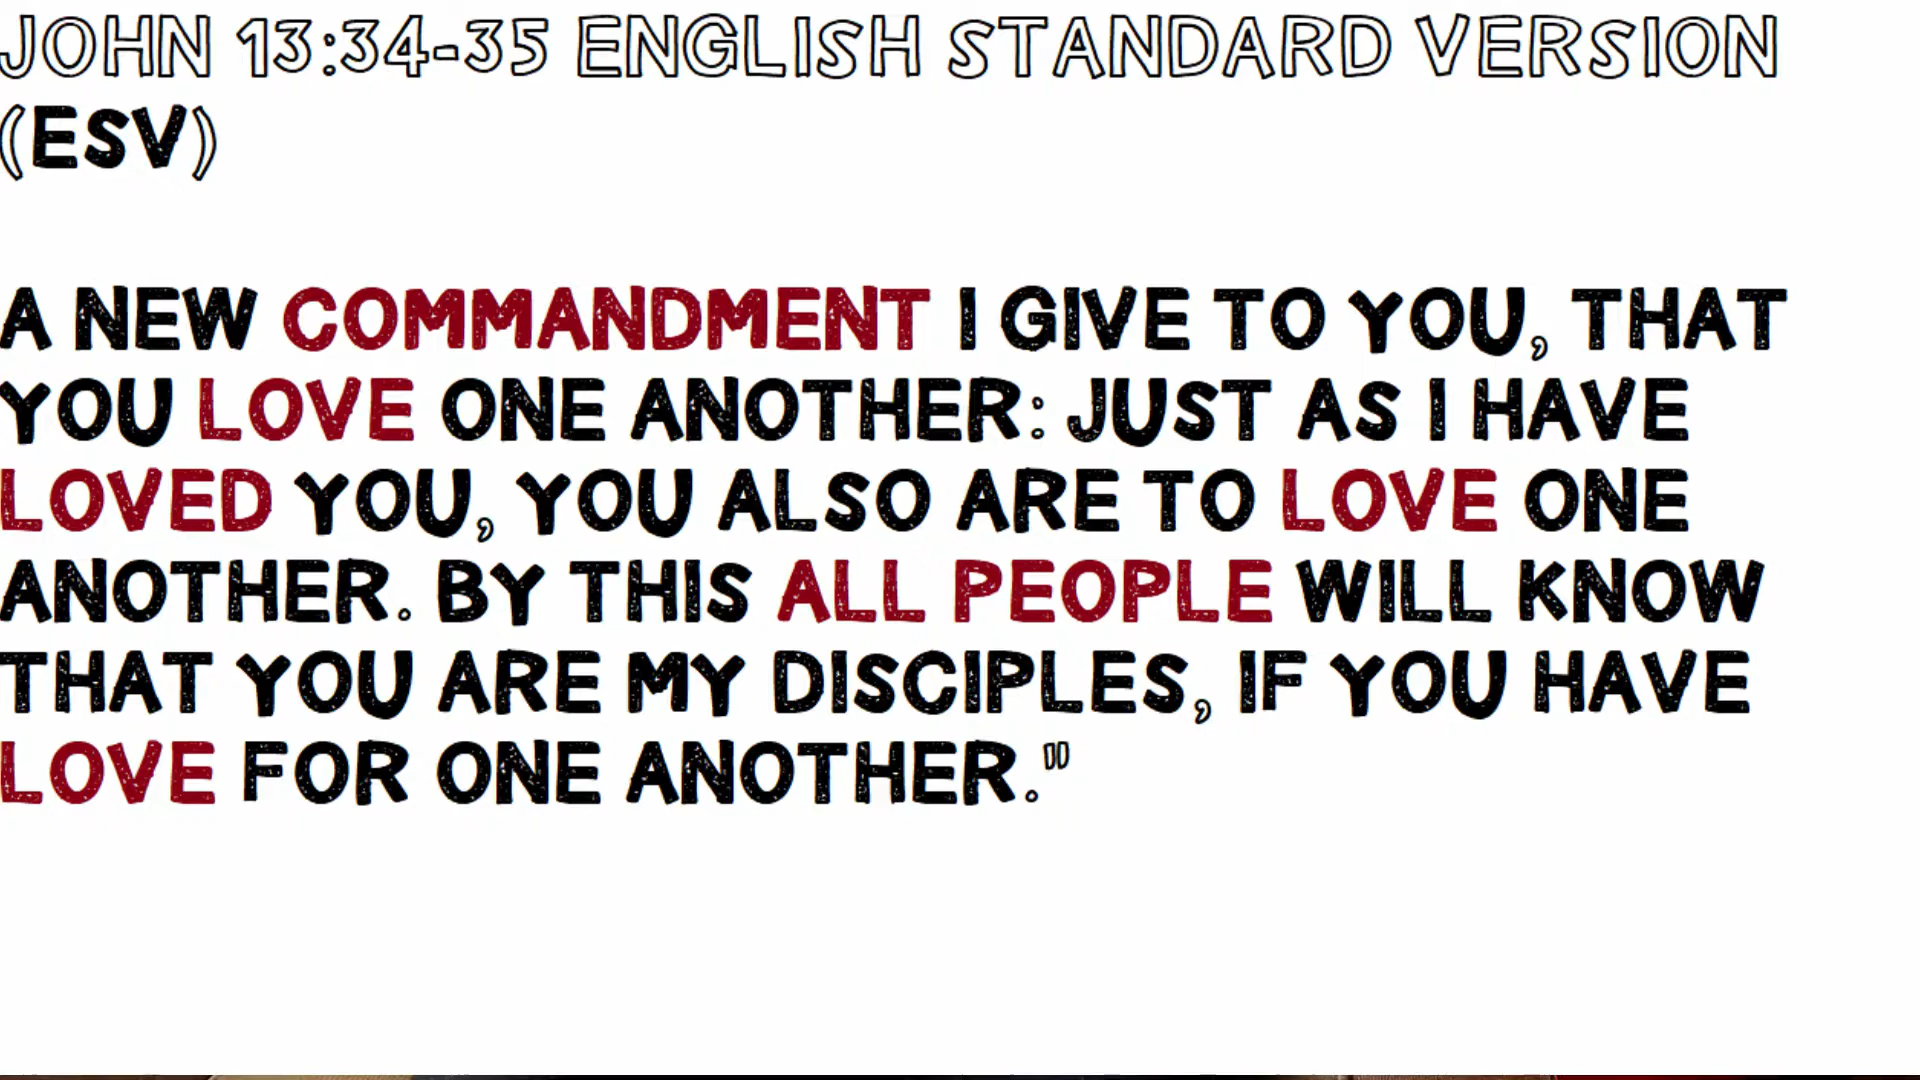 JOHN 13:34-35 ENGLISH STANDARD VERSION
(ESV)
A NEW COMMANDMENT I GIVE TO YOU, THAT
YOU LOVE ONE ANOTHER: JUST AS I HAVE
LOVED YOU, YOU ALSO ARE TO LOVE ONE
ANOTHER. BY THIS ALL PEOPLE WILL KNOW
THAT YOU ARE MY DISCIPLES, IF YOU HAVE
LOVE FOR ONE ANOTHER."